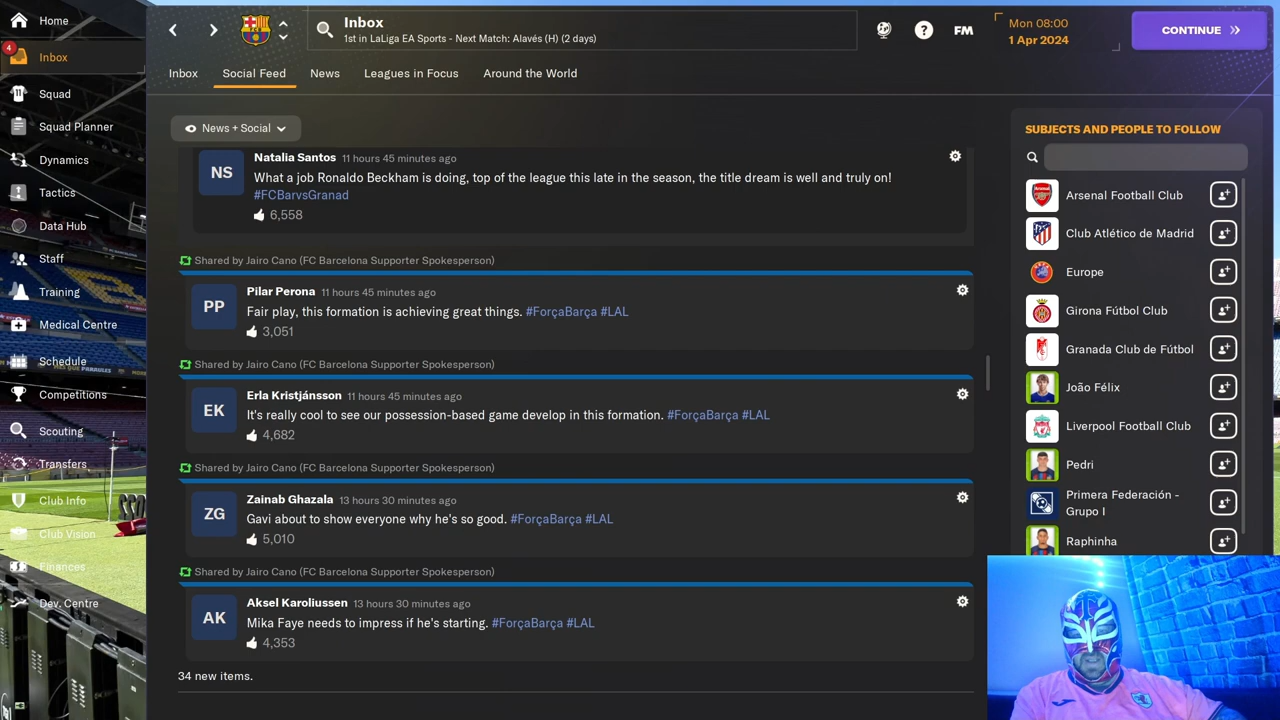 Home
4
Inbox
Squad
Squad Planner
Dynamics
Tactics
Data Hub
Staff
Training
Medical Centre
Schedule
Competitions
Scouting
Transfers
Club Info
Club Vision
Finances
Dev. Centre
Inbox
1st in LaLiga EA Sports - Next Match: Alavés (H) (2 days)
?
FM
Mon 08:00
1 Apr 2024
CONTINUE
Inbox
Social Feed
News
Leagues in Focus
Around the World
News + Social
NS
Natalia Santos 11 hours 45 minutes ago
What a job Ronaldo Beckham is doing, top of the league this late in the season, the title dream is well and truly on!
#FCBarvsGranad
6,558
Shared by Jairo Cano (FC Barcelona Supporter Spokesperson)
PP
Pilar Perona 11 hours 45 minutes ago
Fair play, this formation is achieving great things. #ForçaBarça #LAL
3,051
Shared by Jairo Cano (FC Barcelona Supporter Spokesperson)
EK
Erla Kristjánsson 11 hours 45 minutes ago
It's really cool to see our possession-based game develop in this formation. #ForçaBarça #LAL
4,682
Shared by Jairo Cano (FC Barcelona Supporter Spokesperson)
ZG
Zainab Ghazala 13 hours 30 minutes ago
Gavi about to show everyone why he's so good. #ForçaBarça #LAL
5,010
Shared by Jairo Cano (FC Barcelona Supporter Spokesperson)
AK
Aksel Karoliussen 13 hours 30 minutes ago
Mika Faye needs to impress if he's starting. #ForçaBarça #LAL
4,353
34 new items.
SUBJECTS AND PEOPLE TO FOLLOW
Arsenal Football Club
Club Atlético de Madrid
Europe
Girona Fútbol Club
Granada Club de Fútbol
João Félix
Liverpool Football Club
Pedri
Primera Federación -
Grupo I
Raphinha